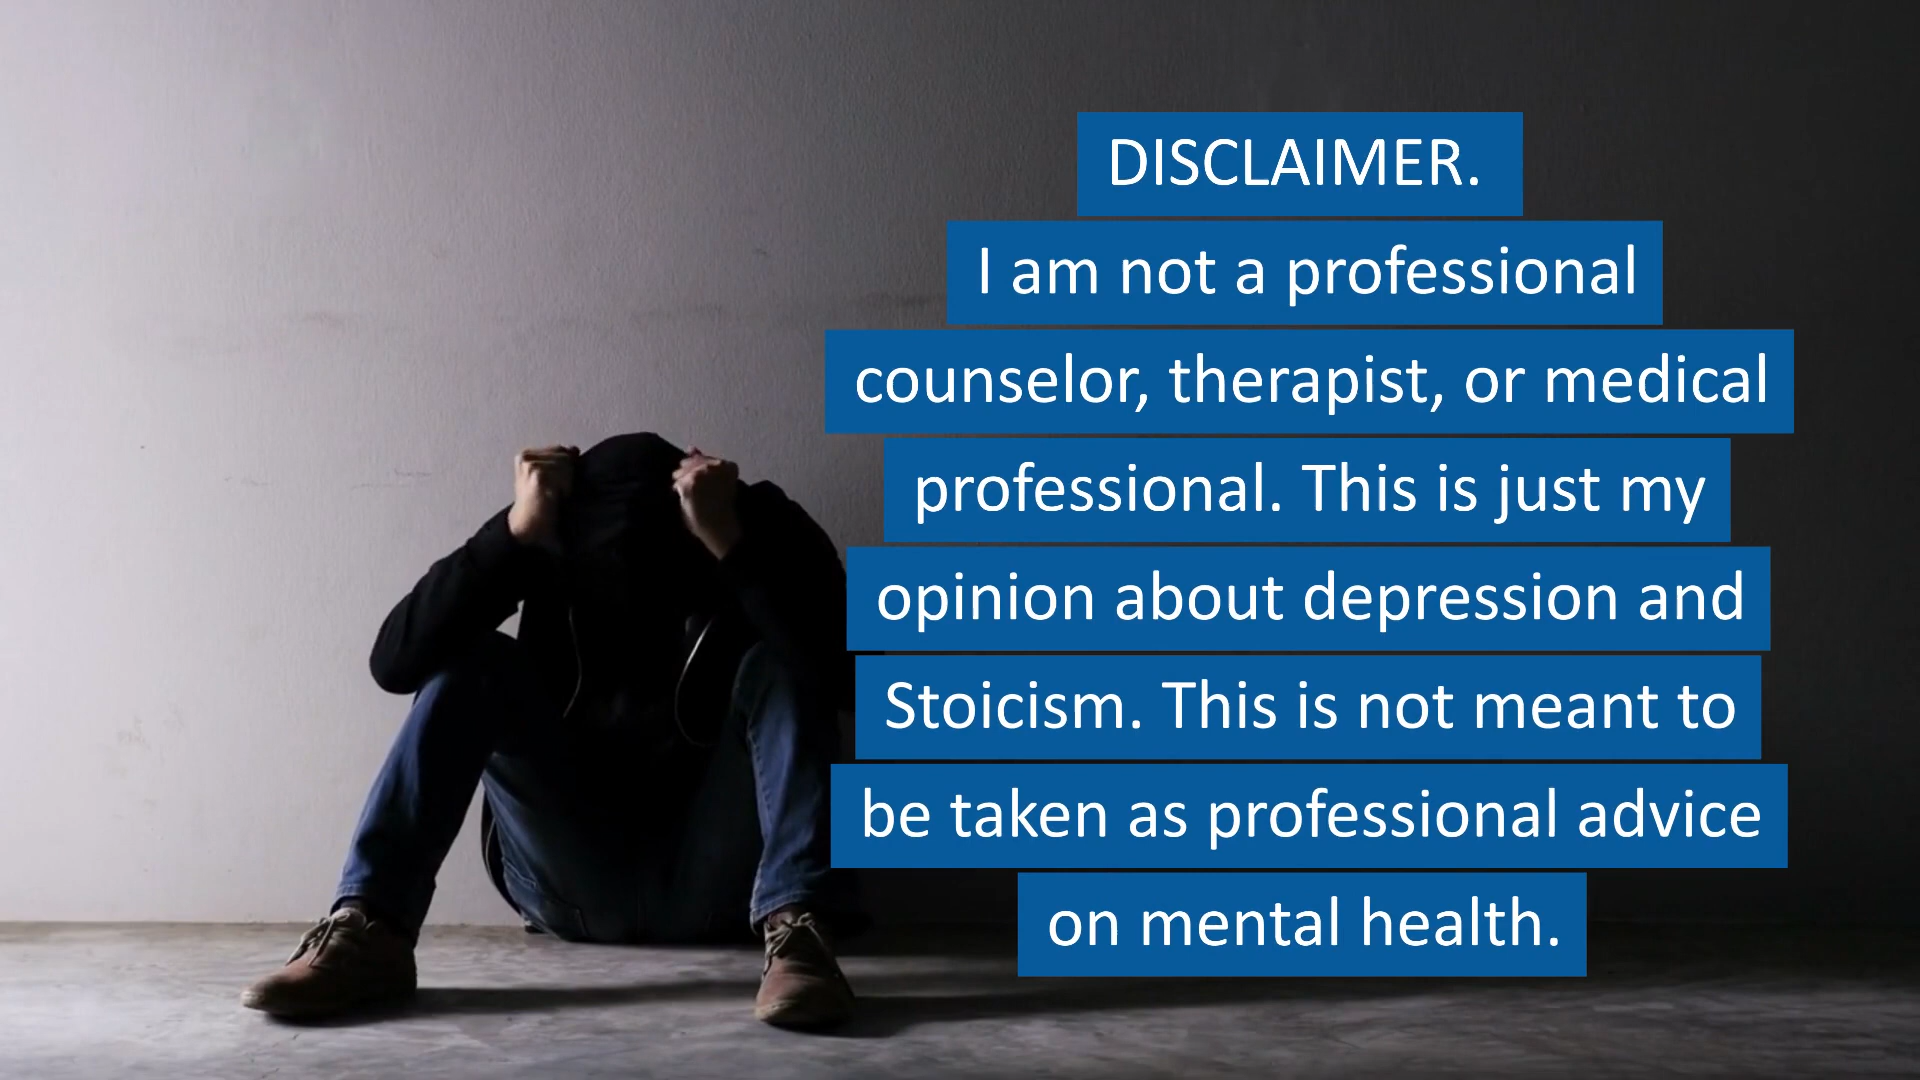 DISCLAIMER.
I am not a professional
counselor, therapist, or medical
professional. This is just my
opinion about depression and
Stoicism. This is not meant to
be taken as professional advice
on mental health.